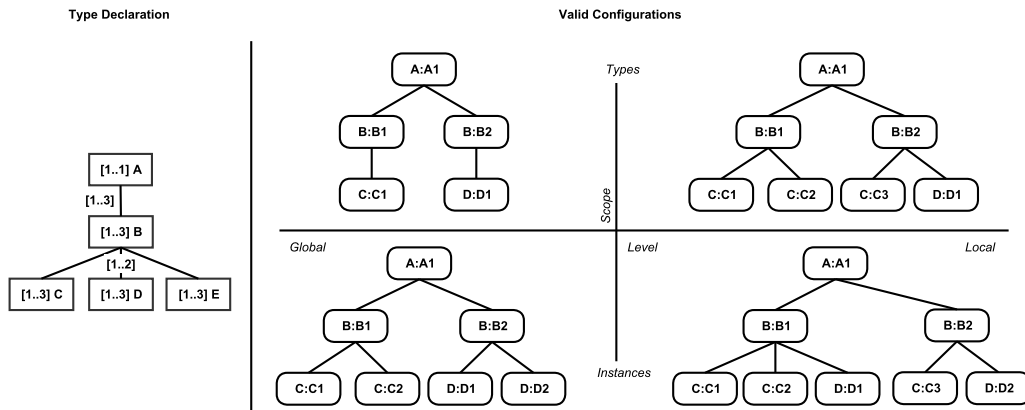 Type Declaration
Valid Configurations
[1..1] A
[1..3]
[1..3] B
[1..2]
[1..3] C
[1..3] D
[1..3] E
A:A1
B:B1
B:B2
C:C1
D:D1
Types
Scope
A:A1
B:B1
B:B2
C:C1
C:C2
C:C3
D:D1
Global
Level
Local
A:A1
B:B1
B:B2
C:C1
C:C2
D:D1
D:D2
Instances
A:A1
B:B1
B:B2
C:C1
C:C2
D:D1
C:C3
D:D2